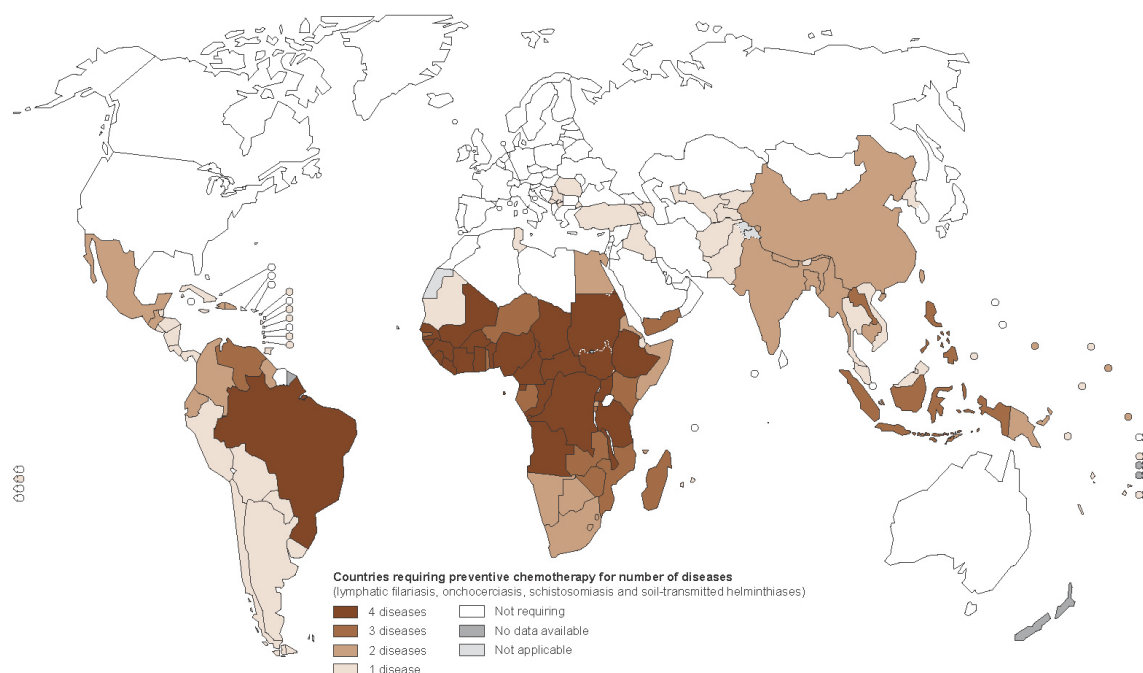 Countries requiring preventive chemotherapy for number of diseases
(lymphatic filariasis, onchocerciasis, schistosomiasis and soil-transmitted helminthiases)
4 diseases
3 diseases
2 diseases
1 disease
Not requiring
No data available
Not applicable